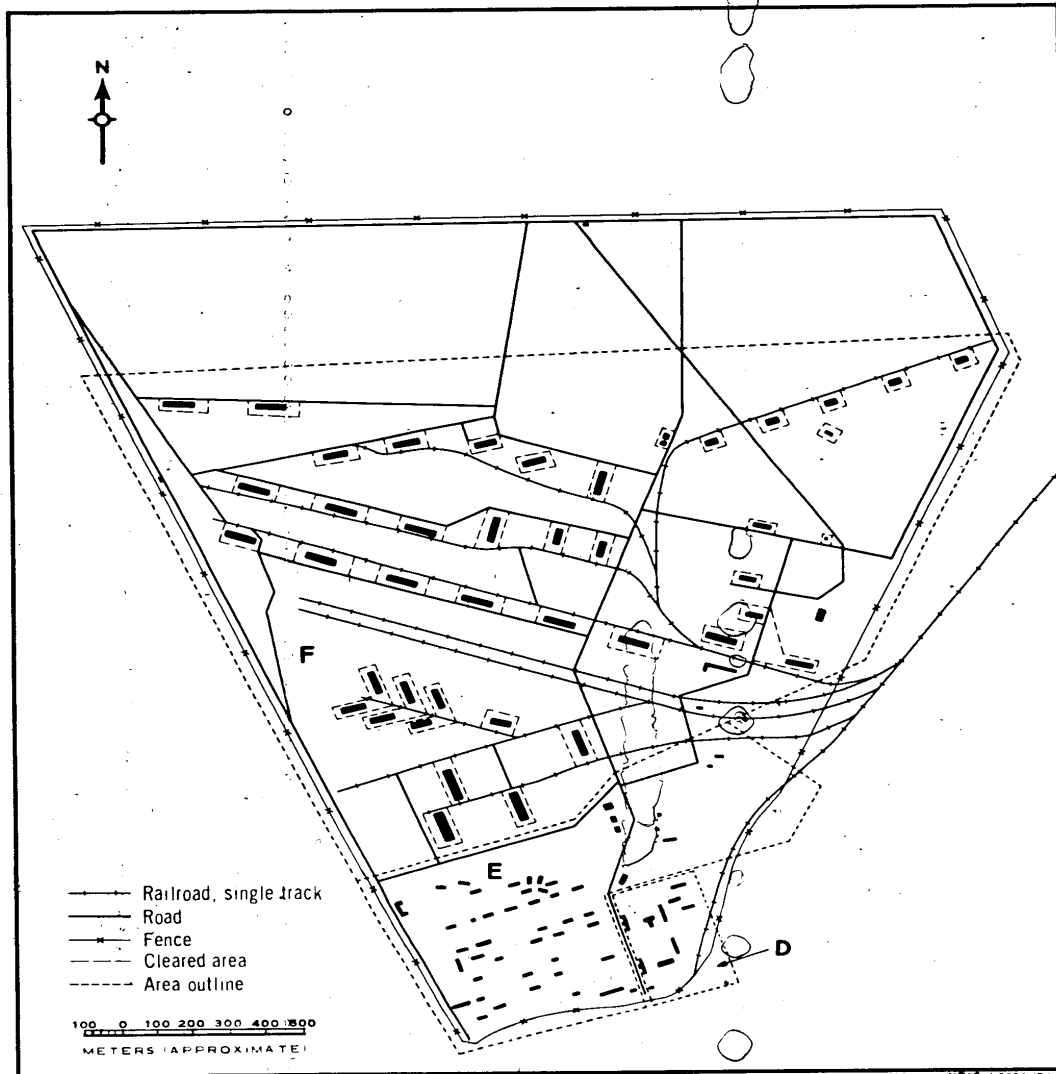 N
F
E
D
Railroad, single track
Road
Fence
Cleared area
Area outline
100 0 100 200 300 400 500
METERS (APPROXIMATE)